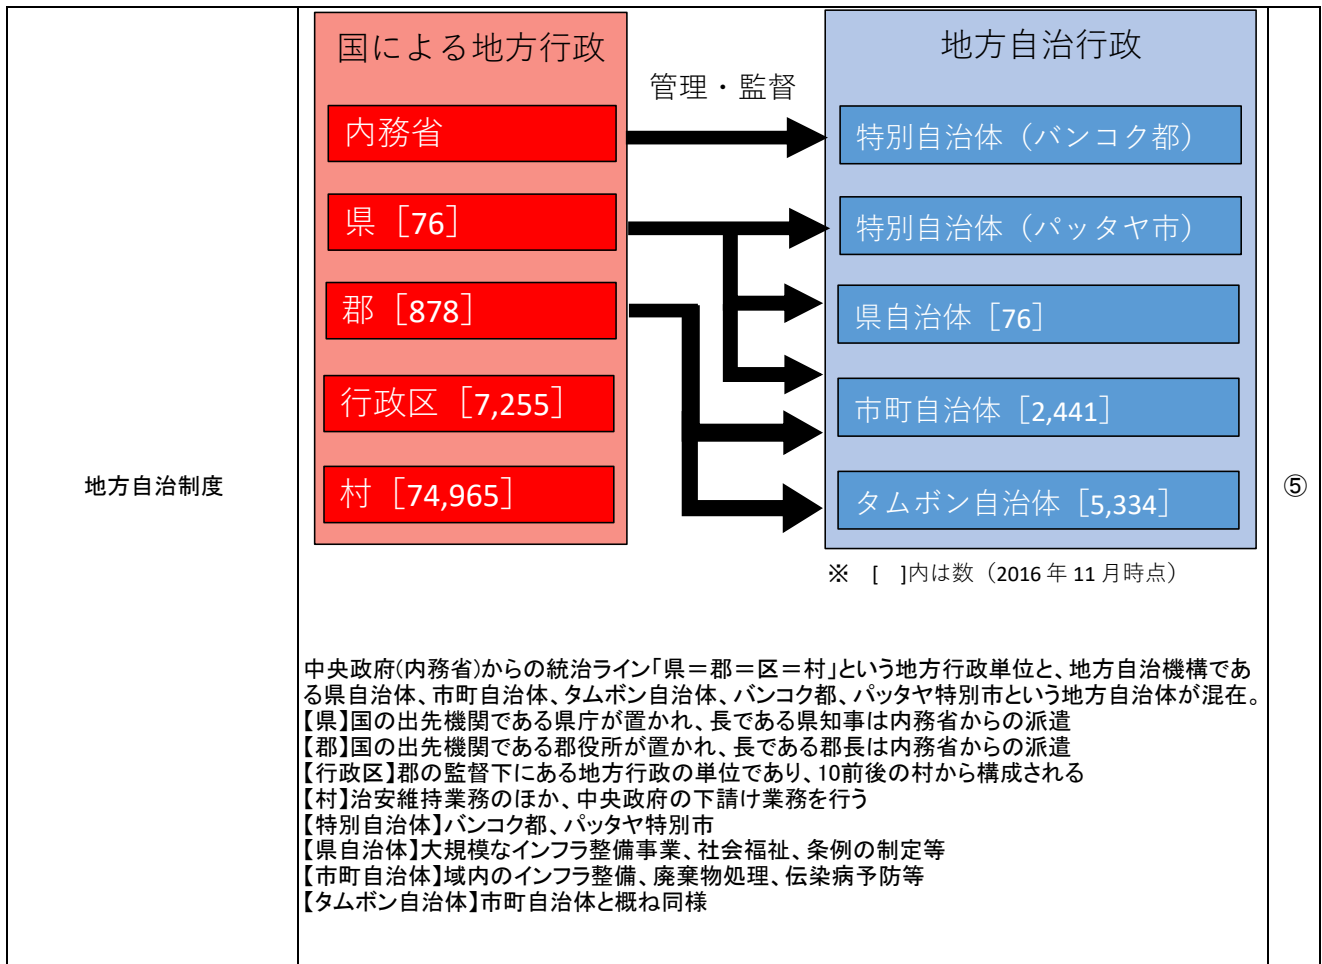 地方自治制度
国による地方行政
内務省
県［76］
郡［878］
行政区［7,255］
村［74,965］
管理・監督
地方自治行政
特別自治体（バンコク都）
特別自治体（パッタヤ市）
県自治体［76］
市町自治体［2,441］
タムボン自治体［5,334］
※　[　]内は数（2016 年 11 月時点）
中央政府(内務省)からの統治ライン「県＝郡＝区＝村」という地方行政単位と、地方自治機構であ
る県自治体、市町自治体、タムボン自治体、バンコク都、パッタヤ特別市という地方自治体が混在。
【県】国の出先機関である県庁が置かれ、長である県知事は内務省からの派遣
【郡】国の出先機関である郡役所が置かれ、長である郡長は内務省からの派遣
【行政区】郡の監督下にある地方行政の単位であり、10前後の村から構成される
【村】治安維持業務のほか、中央政府の下請け業務を行う
【特別自治体】バンコク都、パッタヤ特別市
【県自治体】大規模なインフラ整備事業、社会福祉、条例の制定等
【市町自治体】域内のインフラ整備、廃棄物処理、伝染病予防等
【タムボン自治体】市町自治体と概ね同様
⑤